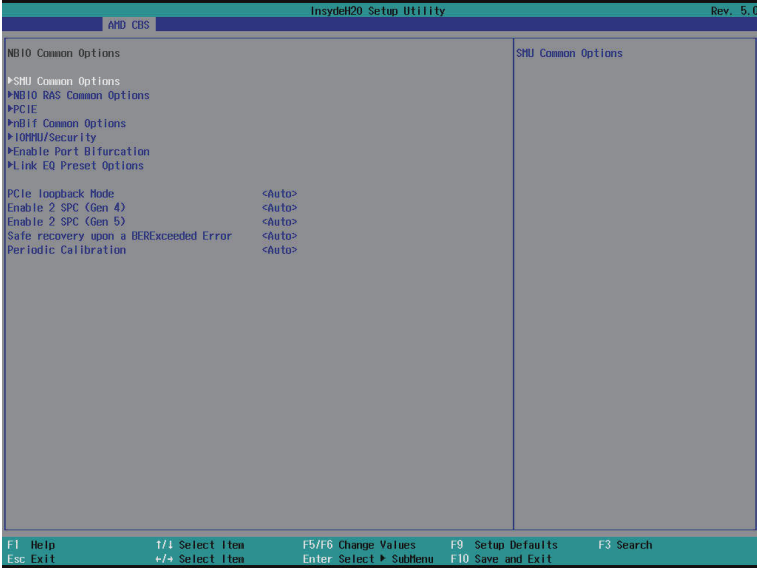 InsydeH20 Setup Utility Rev. 5.0
AMD CBS
NBIO Common Options
SMU Common Options
▶SMU Common Options
▶NBIO RAS Common Options
▶PCIE
▶nBif Common Options
▶IOMMU/Security
▶Enable Port Bifurcation
▶Link EQ Preset Options
PCIe loopback Mode <Auto>
Enable 2 SPC (Gen 4) <Auto>
Enable 2 SPC (Gen 5) <Auto>
Safe recovery upon a BERExceeded Error <Auto>
Periodic Calibration <Auto>
F1 Help ↑/↓ Select Item F5/F6 Change Values F9 Setup Defaults F3 Search
Esc Exit ←/→ Select Item Enter Select ▶ SubMenu F10 Save and Exit